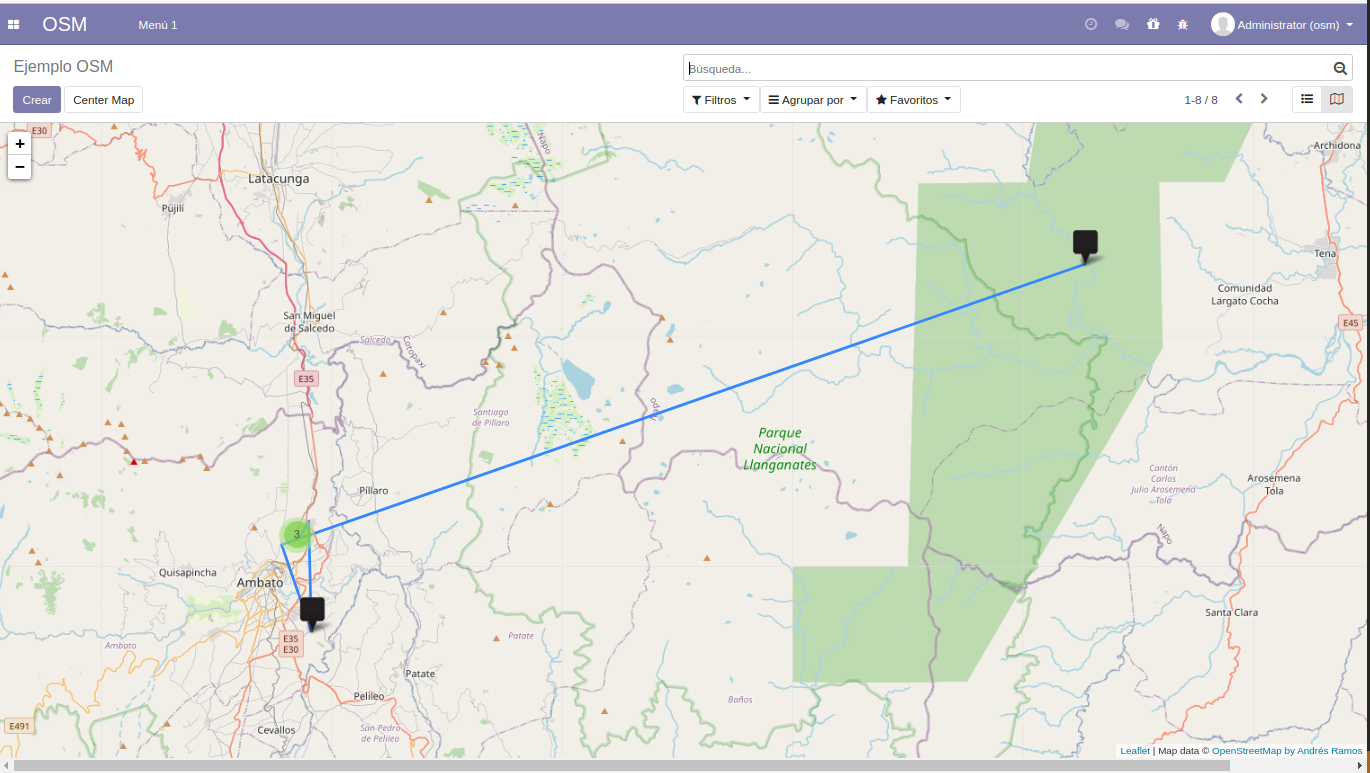 OSM
Menú 1
Administrator (osm)
Ejemplo OSM
Búsqueda...
Crear
Center Map
Filtros
Agrupar por
Favoritos
1-8 / 8
+
−
E30
Napo
Archidona
Latacunga
Pujilí
Tena
Comunidad
Largato Cocha
San Miguel
de Salcedo
E45
Salcedo
Cotopaxi
E35
Santiago
de Píllaro
Parque
Nacional
Llanganates
Cantón
Carlos
Julio Arosemena
Tola
Arosemena
Tola
Píllaro
3
Napo
Quisapincha
Ambato
Santa Clara
E35
E30
Patate
Ambato
Patate
Pelileo
Baños
E491
Cevallos
San Pedro
de Pelileo
Leaflet | Map data © OpenStreetMap by Andrés Ramos